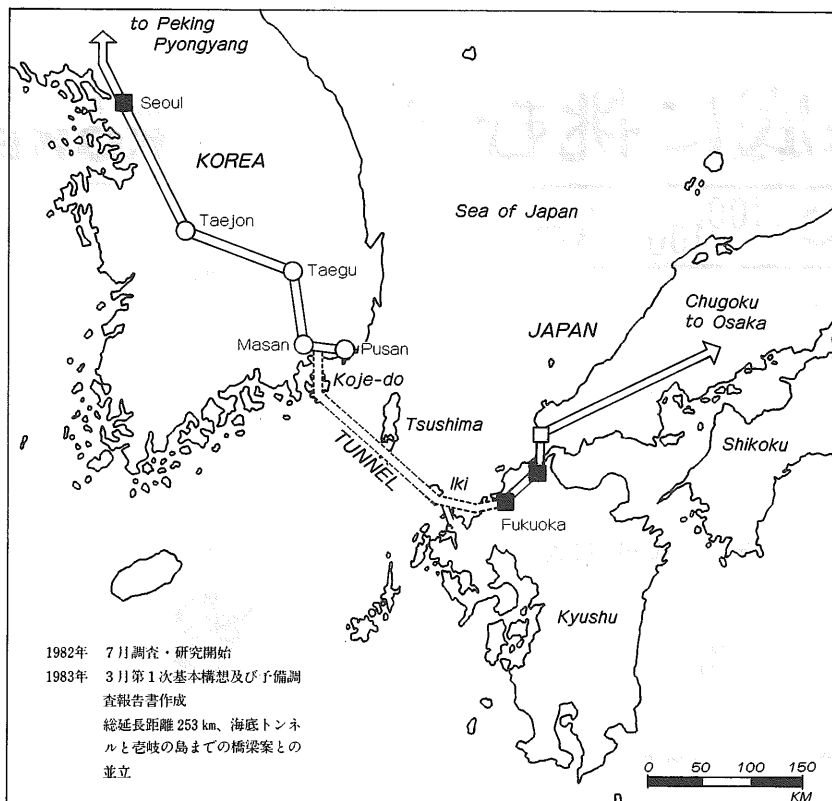 to Peking
Pyongyang
Seoul
KOREA
Taejon
Sea of Japan
Taegu
Chugoku
to Osaka
JAPAN
Masan
Pusan
Koje-do
Tsushima
TUNNEL
Shikoku
Iki
Fukuoka
Kyushu
1982年 7月調査・研究開始
1983年 3月第1次基本構想及び予備調
査報告書作成
総延長距離 253 km、海底トンネ
ルと壱岐の島までの橋梁案との
並立
0 50 100 150
KM